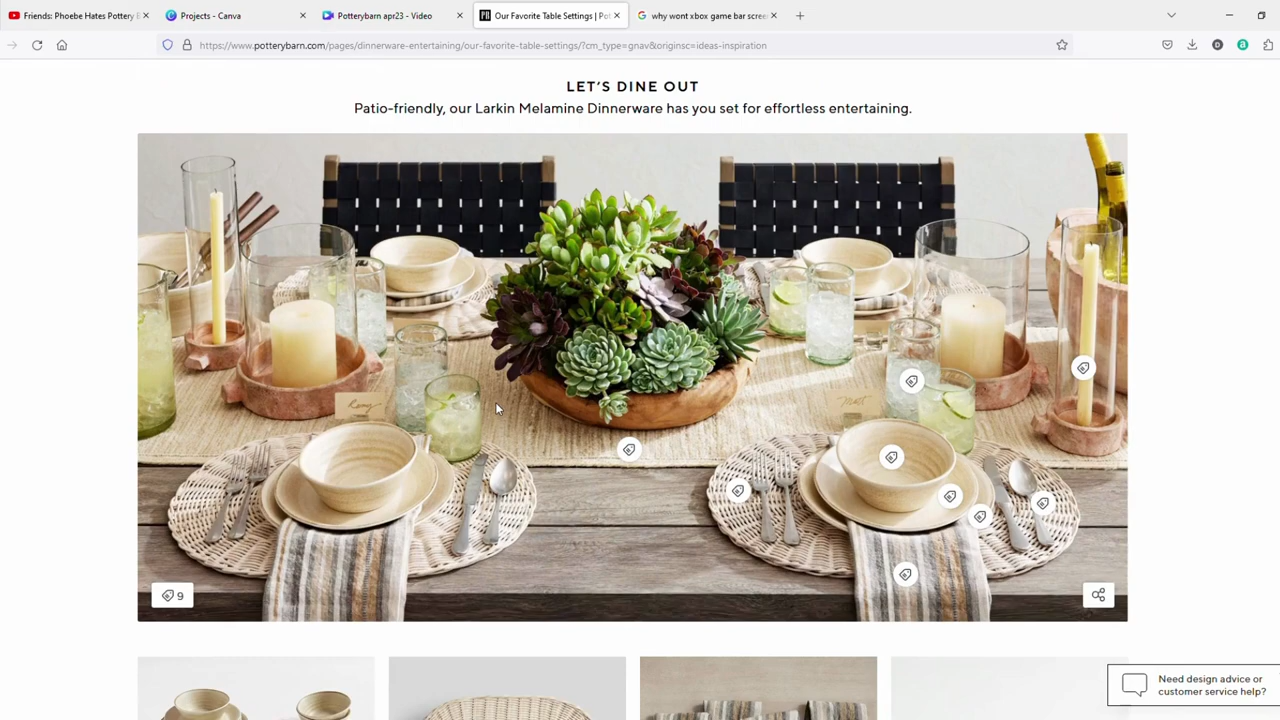 Friends: Phoebe Hates Pottery B
Projects - Canva
Potterybarn apr23 - Video
PB Our Favorite Table Settings | Pot
why wont xbox game bar scree
https://www.potterybarn.com/pages/dinnerware-entertaining/our-favorite-table-settings/?cm_type=gnav&originsc=ideas-inspiration
LET'S DINE OUT
Patio-friendly, our Larkin Melamine Dinnerware has you set for effortless entertaining.
Matt
9
Need design advice or
customer service help?